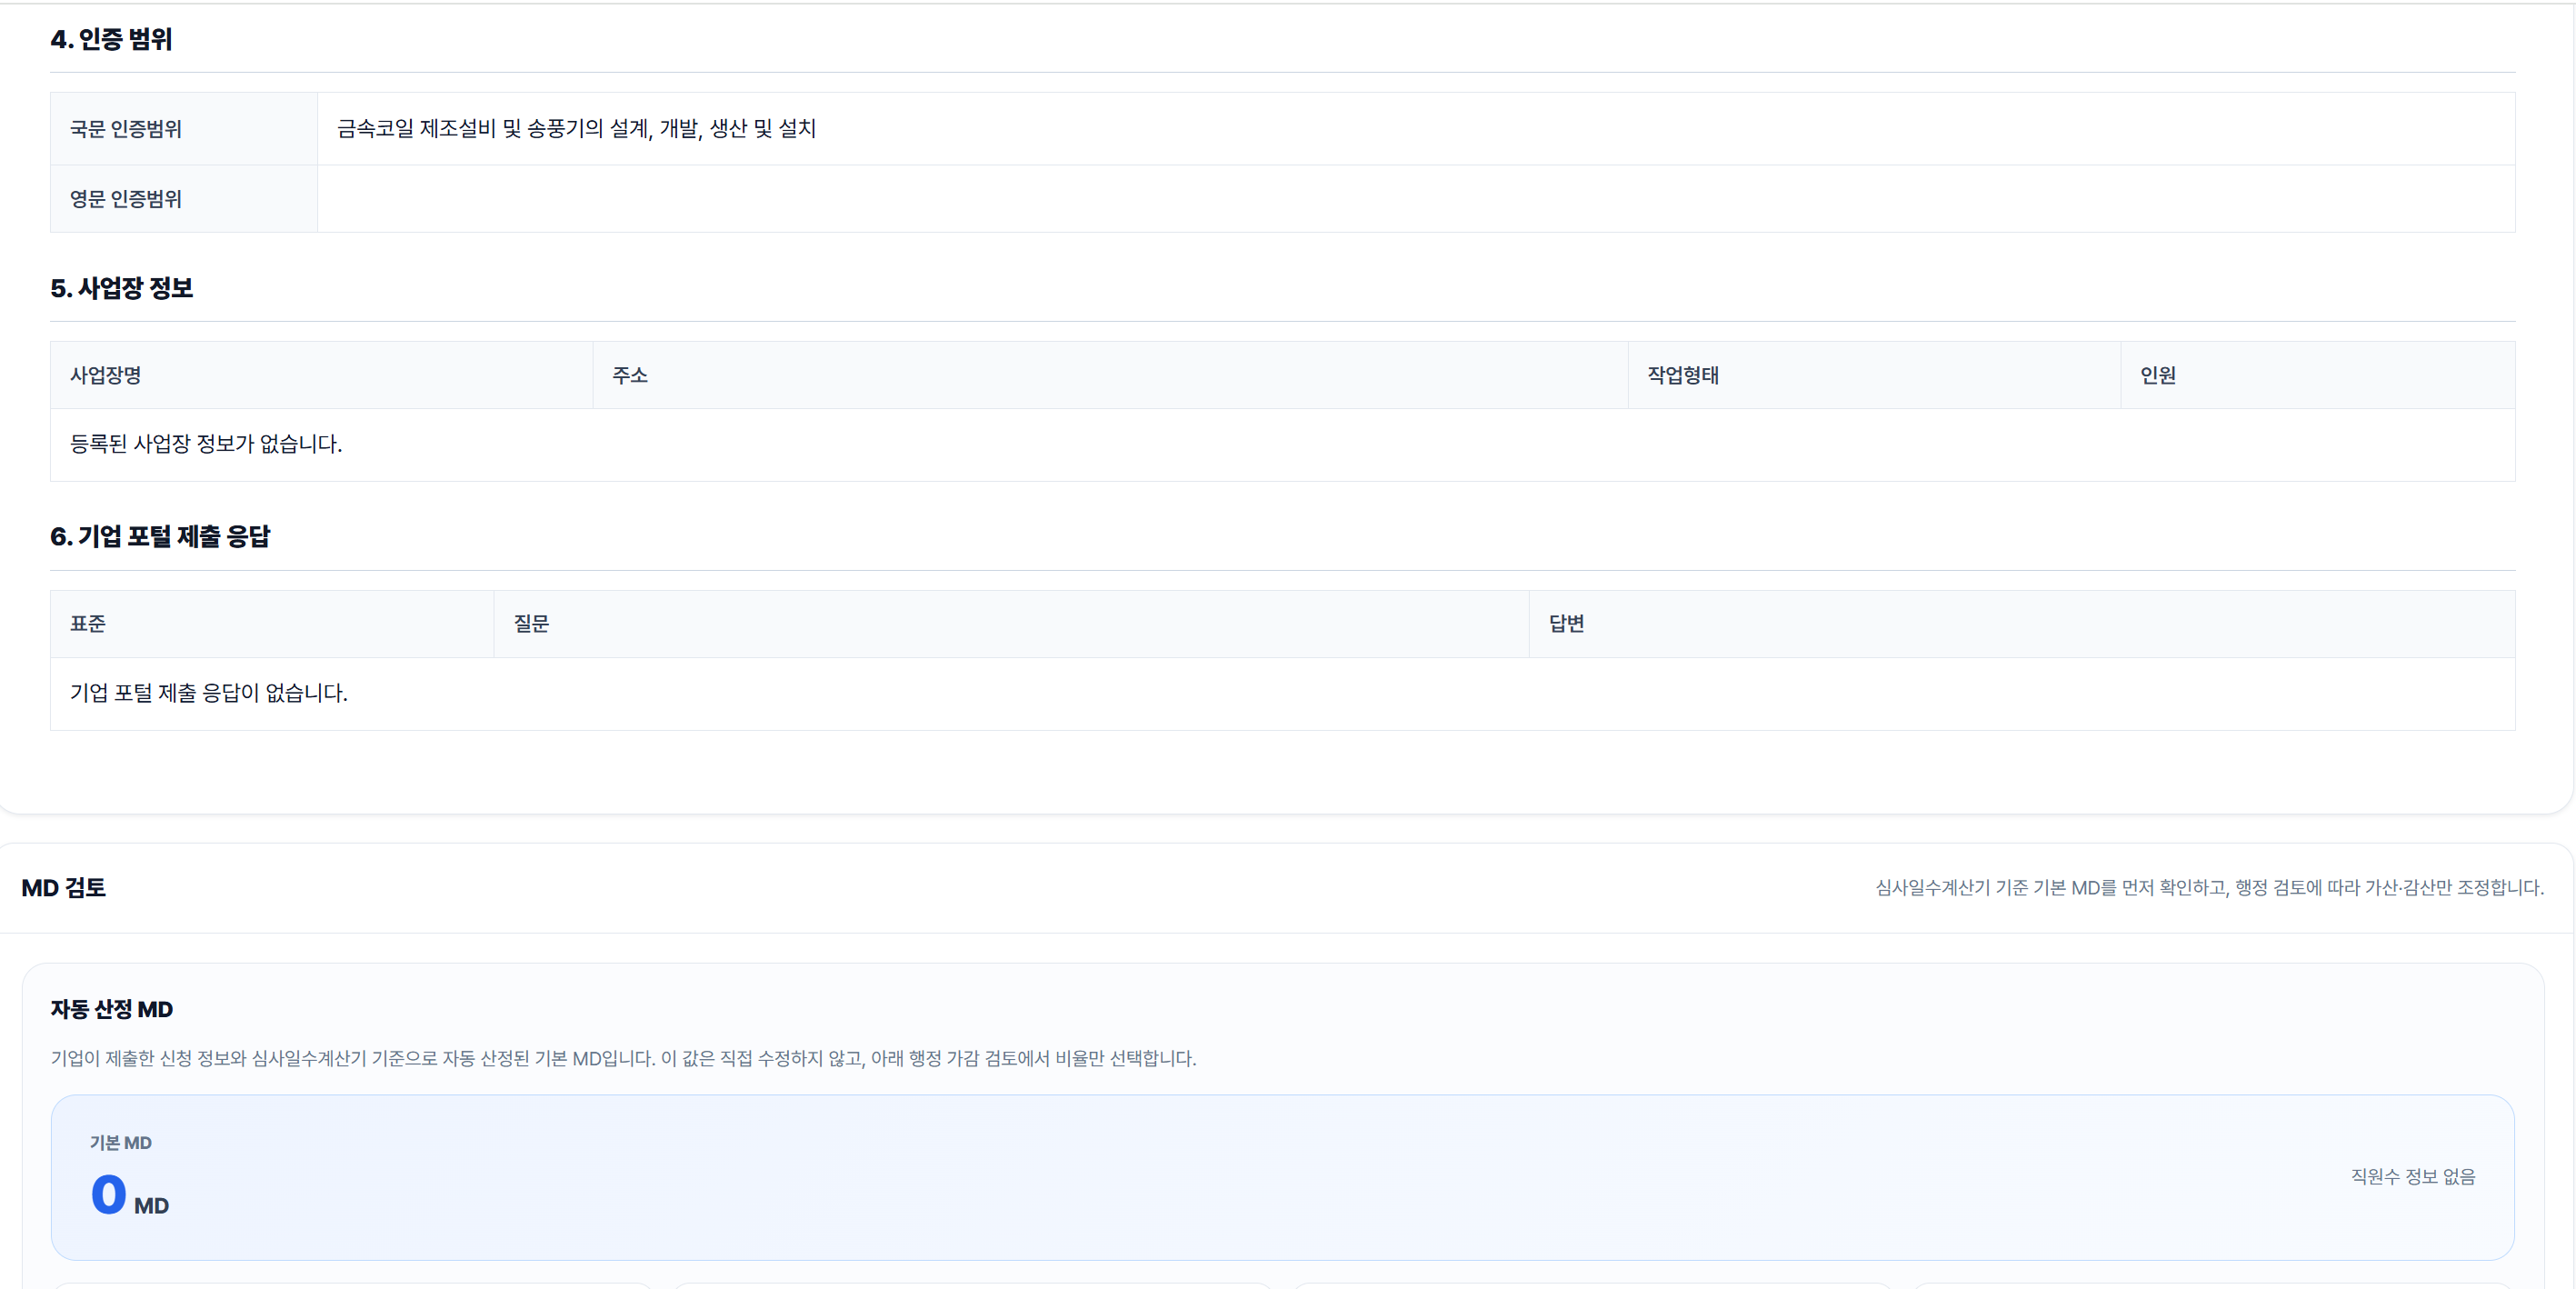 4. 인증 범위
국문 인증범위 금속코일 제조설비 및 송풍기의 설계, 개발, 생산 및 설치
영문 인증범위
5. 사업장 정보
사업장명 주소 작업형태 인원
등록된 사업장 정보가 없습니다.
6. 기업 포털 제출 응답
표준 질문 답변
기업 포털 제출 응답이 없습니다.
MD 검토 심사일수계산기 기준 기본 MD를 먼저 확인하고, 행정 검토에 따라 가산·감산만 조정합니다.
자동 산정 MD
기업이 제출한 신청 정보와 심사일수계산기 기준으로 자동 산정된 기본 MD입니다. 이 값은 직접 수정하지 않고, 아래 행정 가감 검토에서 비율만 선택합니다.
기본 MD
0 MD 직원수 정보 없음